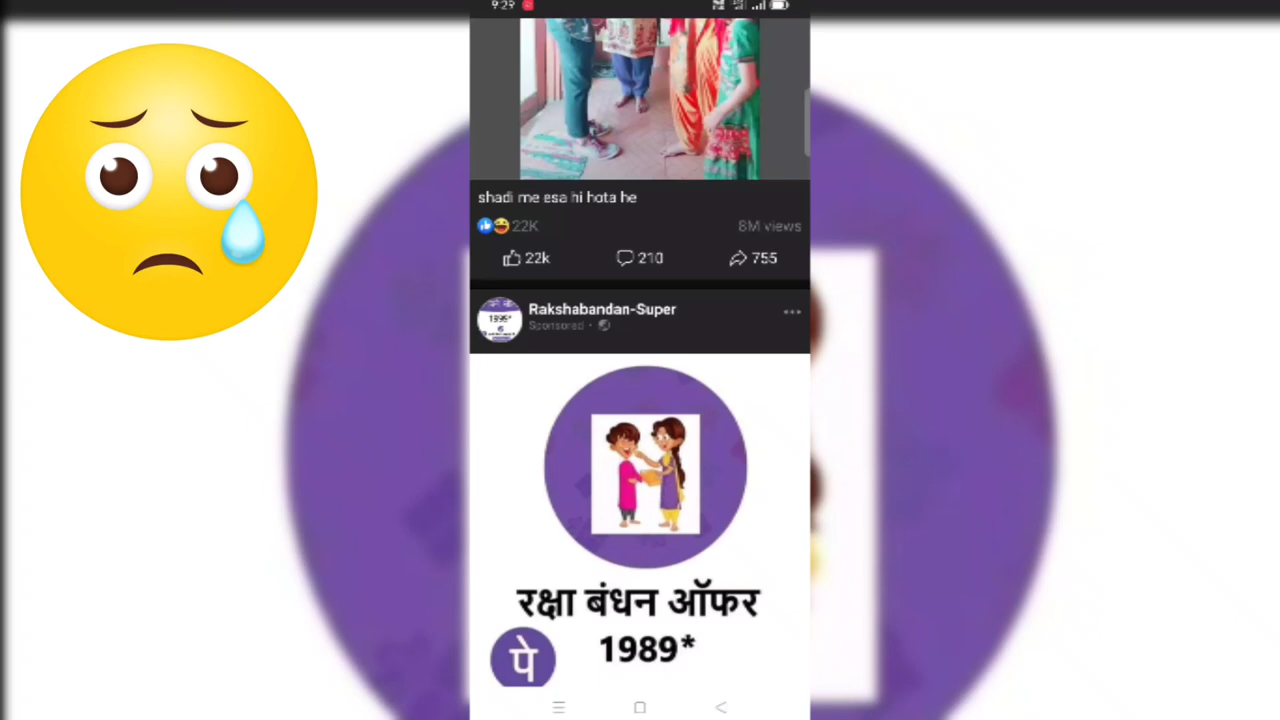 9:29
shadi me esa hi hota he
22K
8M views
22k
210
755
1995*
Rakshabandan-Super
Sponsored
रक्षा बंधन ऑफर
1989*
पे